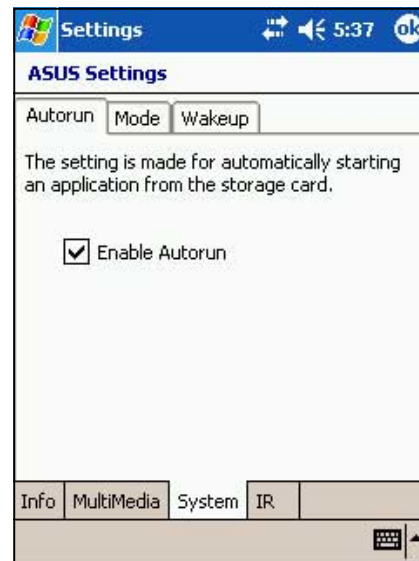 Settings 5:37 ok
ASUS Settings
Autorun Mode Wakeup
The setting is made for automatically starting
an application from the storage card.
Enable Autorun
Info MultiMedia System IR